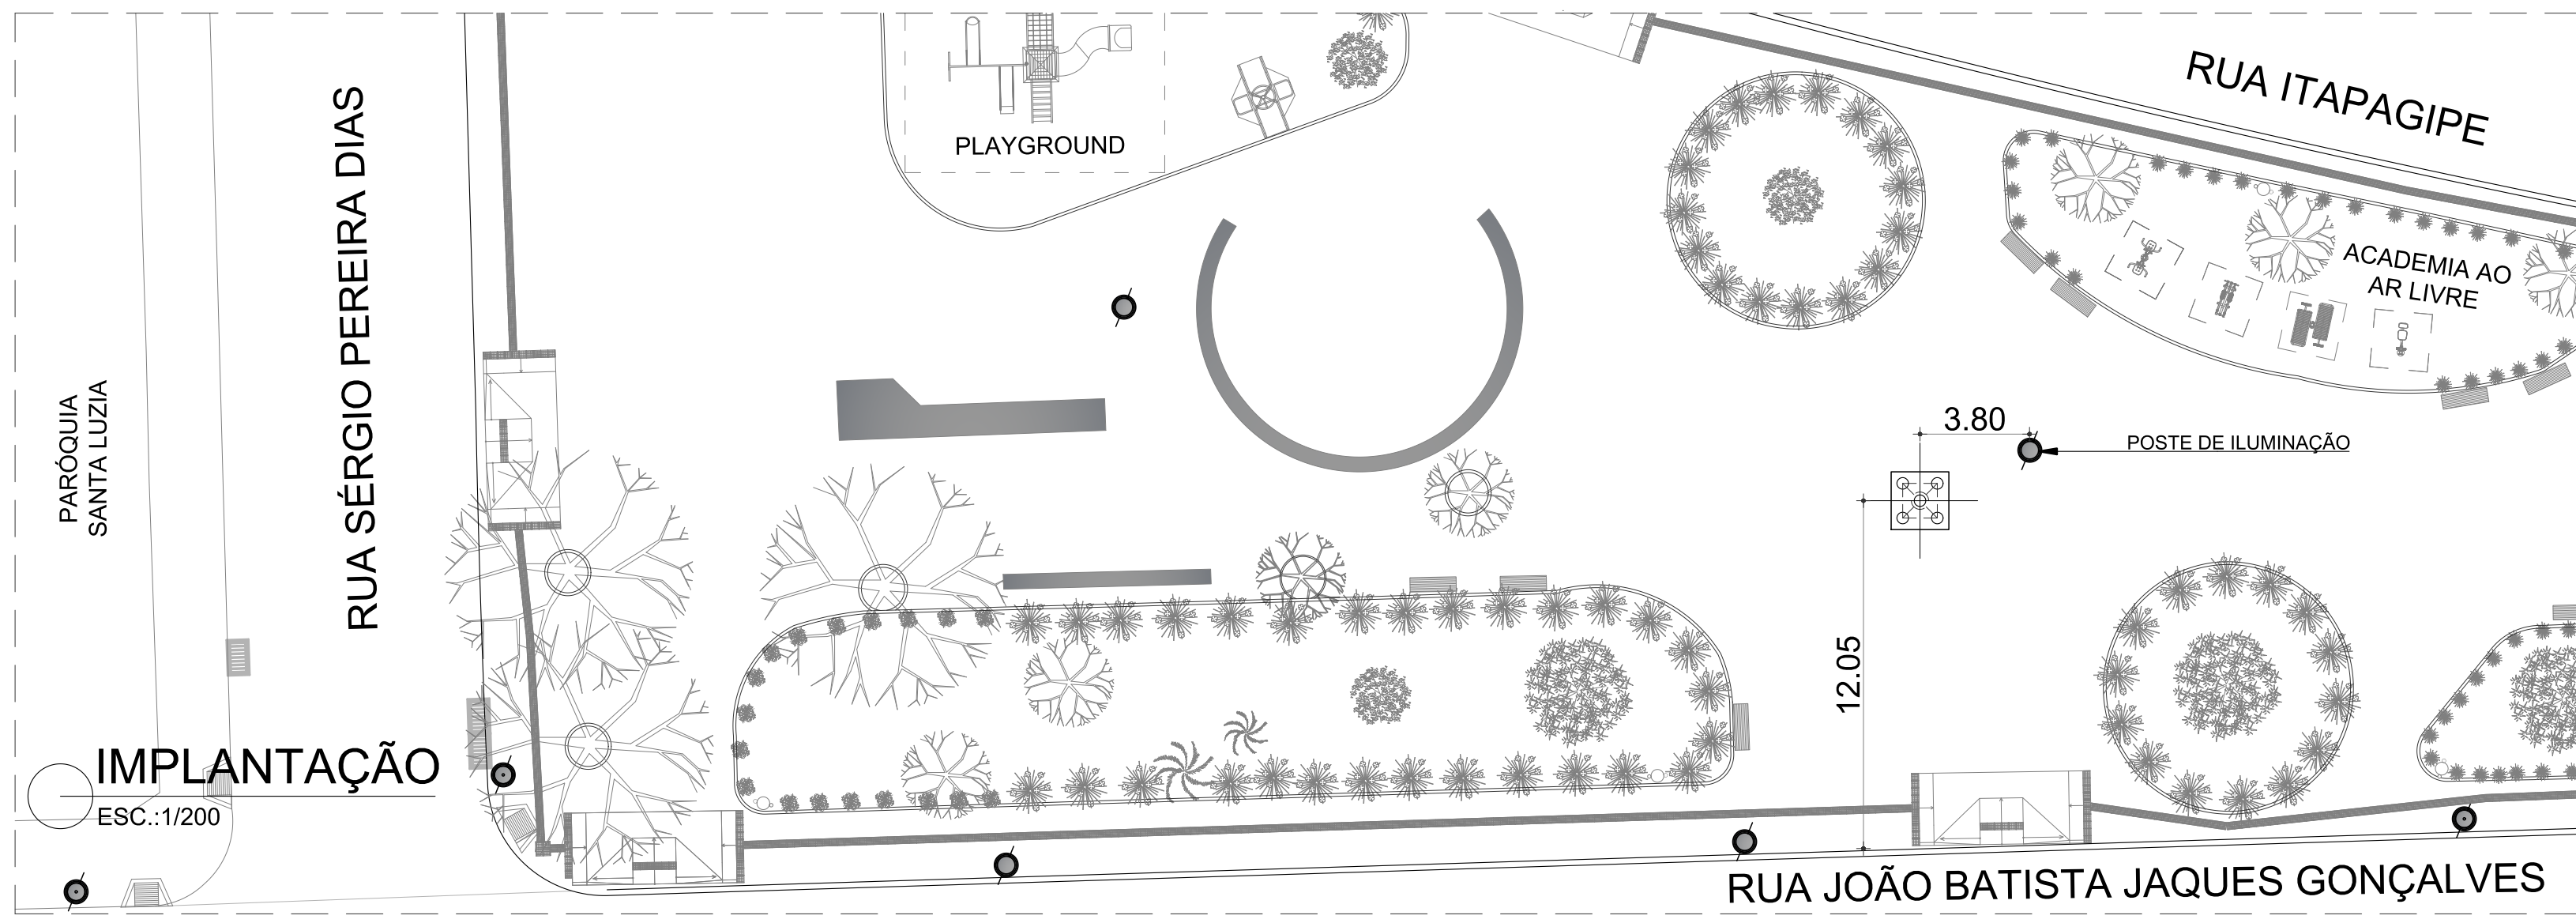 RUA ITAPAGIPE
RUA SÉRGIO PEREIRA DIAS
PLAYGROUND
ACADEMIA AO
AR LIVRE
PARÓQUIA
SANTA LUZIA
3.80
POSTE DE ILUMINAÇÃO
12.05
IMPLANTAÇÃO
ESC.:1/200
RUA JOÃO BATISTA JAQUES GONÇALVES